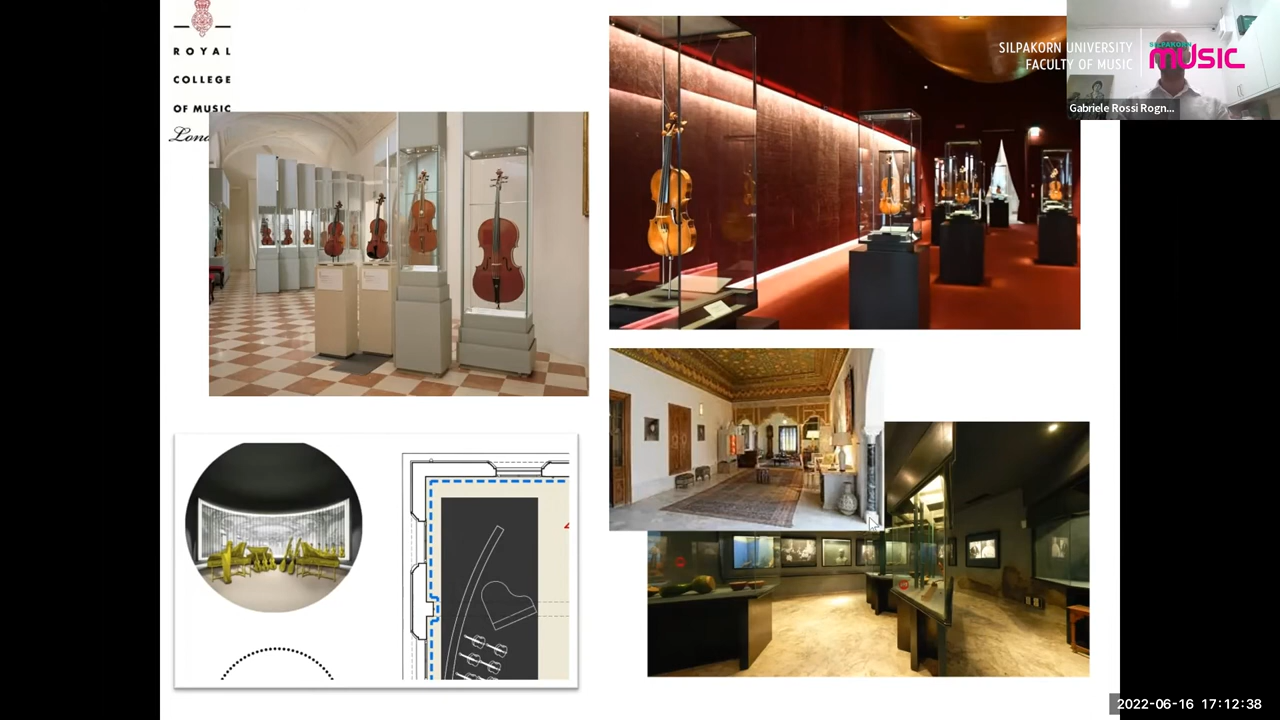 ROYAL
COLLEGE
OF MUSIC
SILPAKORN UNIVERSITY
FACULTY OF MUSIC
SILPAKORN
MUSIC
Gabriele Rossi Rogn...
2022-06-16 17:12:38